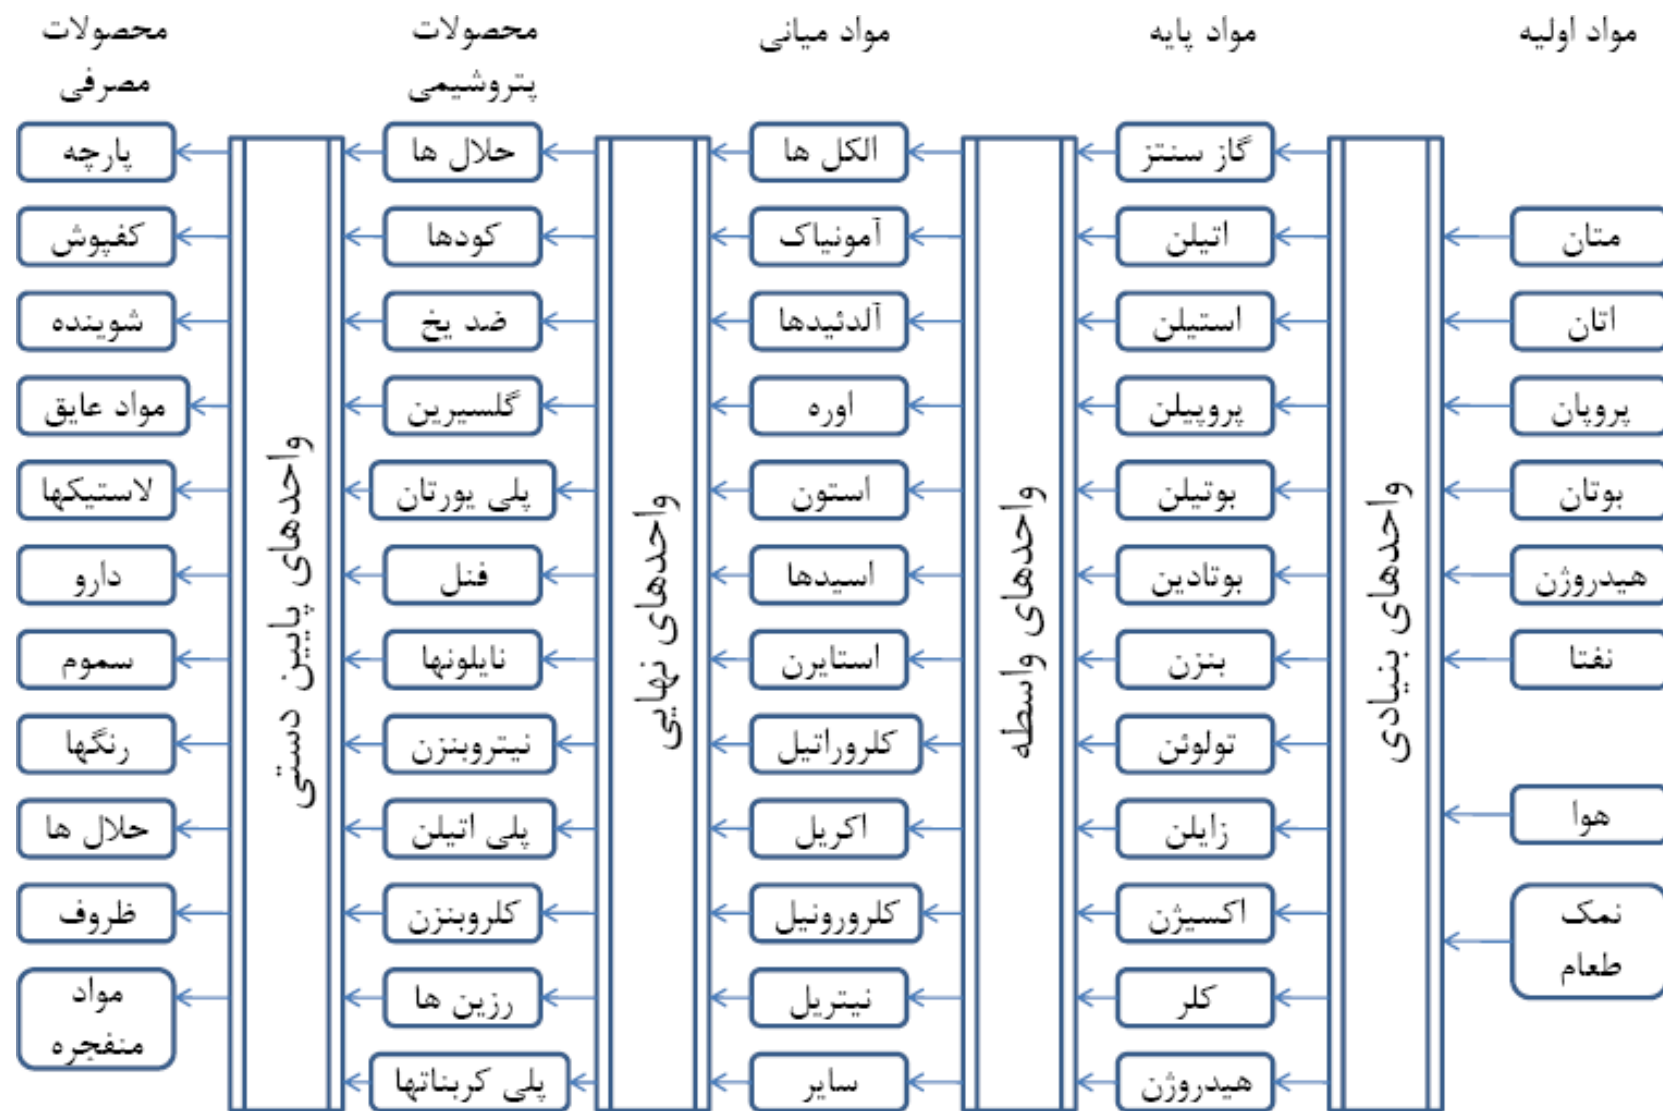 مواد اولیه
متان
اتان
پروپان
بوتان
هیدروژن
نفتا
هوا
نمک
طعام
واحدهای بنیادی
مواد پایه
گاز سنتز
اتیلن
استیلن
پروپیلن
بوتیلن
بوتادین
بنزن
تولوئن
زایلن
اکسیژن
کلر
هیدروژن
واحدهای واسطه
مواد میانی
الکل ها
آمونیاک
آلدئیدها
اوره
استون
اسیدها
استایرن
کلروراتیل
اکریل
کلرورونیل
نیتریل
سایر
واحدهای نهایی
محصولات
پتروشیمی
حلال ها
کودها
ضد یخ
گلسیرین
پلی یورتان
فنل
نایلونها
نیتروبنزن
پلی اتیلن
کلروبنزن
رزین ها
پلی کربناتها
واحدهای پایین دستی
محصولات
مصرفی
پارچه
کفپوش
شوینده
مواد عایق
لاستیکها
دارو
سموم
رنگها
حلال ها
ظروف
مواد
منفجره